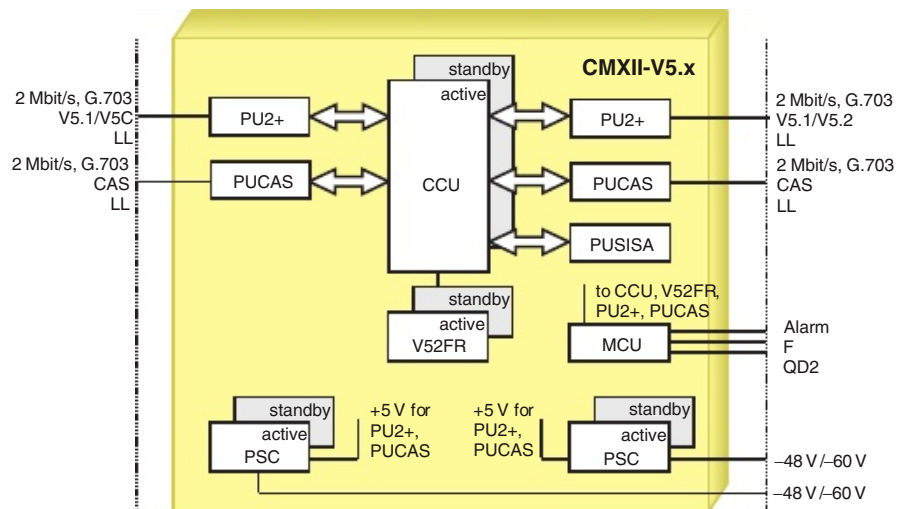 CMXII-V5.x
standby
active
CCU
2 Mbit/s, G.703
V5.1/V5C
LL
PU2+
2 Mbit/s, G.703
CAS
LL
PUCAS
PU2+
2 Mbit/s, G.703
V5.1/V5.2
LL
PUCAS
2 Mbit/s, G.703
CAS
LL
PUSISA
standby
active
V52FR
to CCU, V52FR,
PU2+, PUCAS
MCU
Alarm
F
QD2
standby
active
PSC
+5 V for
PU2+,
PUCAS
+5 V for
PU2+,
PUCAS
standby
active
PSC
–48 V/–60 V
–48 V/–60 V